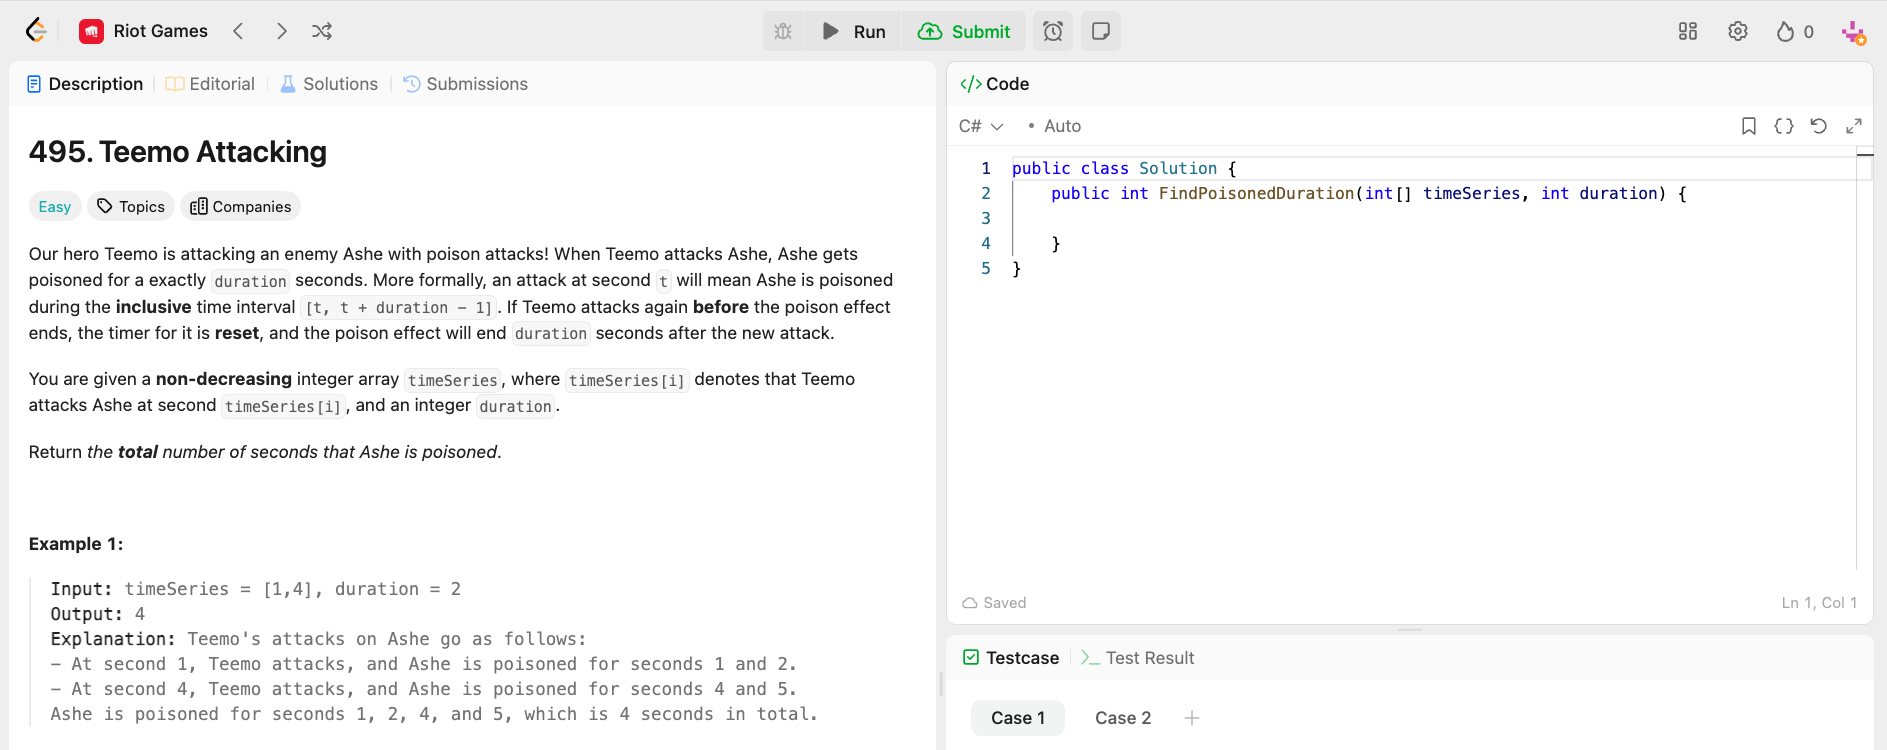 Riot Games
Run
Submit
0
Description
Editorial
Solutions
Submissions
495. Teemo Attacking
Easy
Topics
Companies
Our hero Teemo is attacking an enemy Ashe with poison attacks! When Teemo attacks Ashe, Ashe gets
poisoned for a exactly duration seconds. More formally, an attack at second t will mean Ashe is poisoned
during the inclusive time interval [t, t + duration - 1]. If Teemo attacks again before the poison effect
ends, the timer for it is reset, and the poison effect will end duration seconds after the new attack.
You are given a non-decreasing integer array timeSeries, where timeSeries[i] denotes that Teemo
attacks Ashe at second timeSeries[i], and an integer duration.
Return the total number of seconds that Ashe is poisoned.
Example 1:
Input: timeSeries = [1,4], duration = 2
Output: 4
Explanation: Teemo's attacks on Ashe go as follows:
- At second 1, Teemo attacks, and Ashe is poisoned for seconds 1 and 2.
- At second 4, Teemo attacks, and Ashe is poisoned for seconds 4 and 5.
Ashe is poisoned for seconds 1, 2, 4, and 5, which is 4 seconds in total.
</> Code
C#
• Auto
1 public class Solution {
2     public int FindPoisonedDuration(int[] timeSeries, int duration) {
3
4     }
5 }
Saved
Ln 1, Col 1
Testcase
>_ Test Result
Case 1
Case 2
+